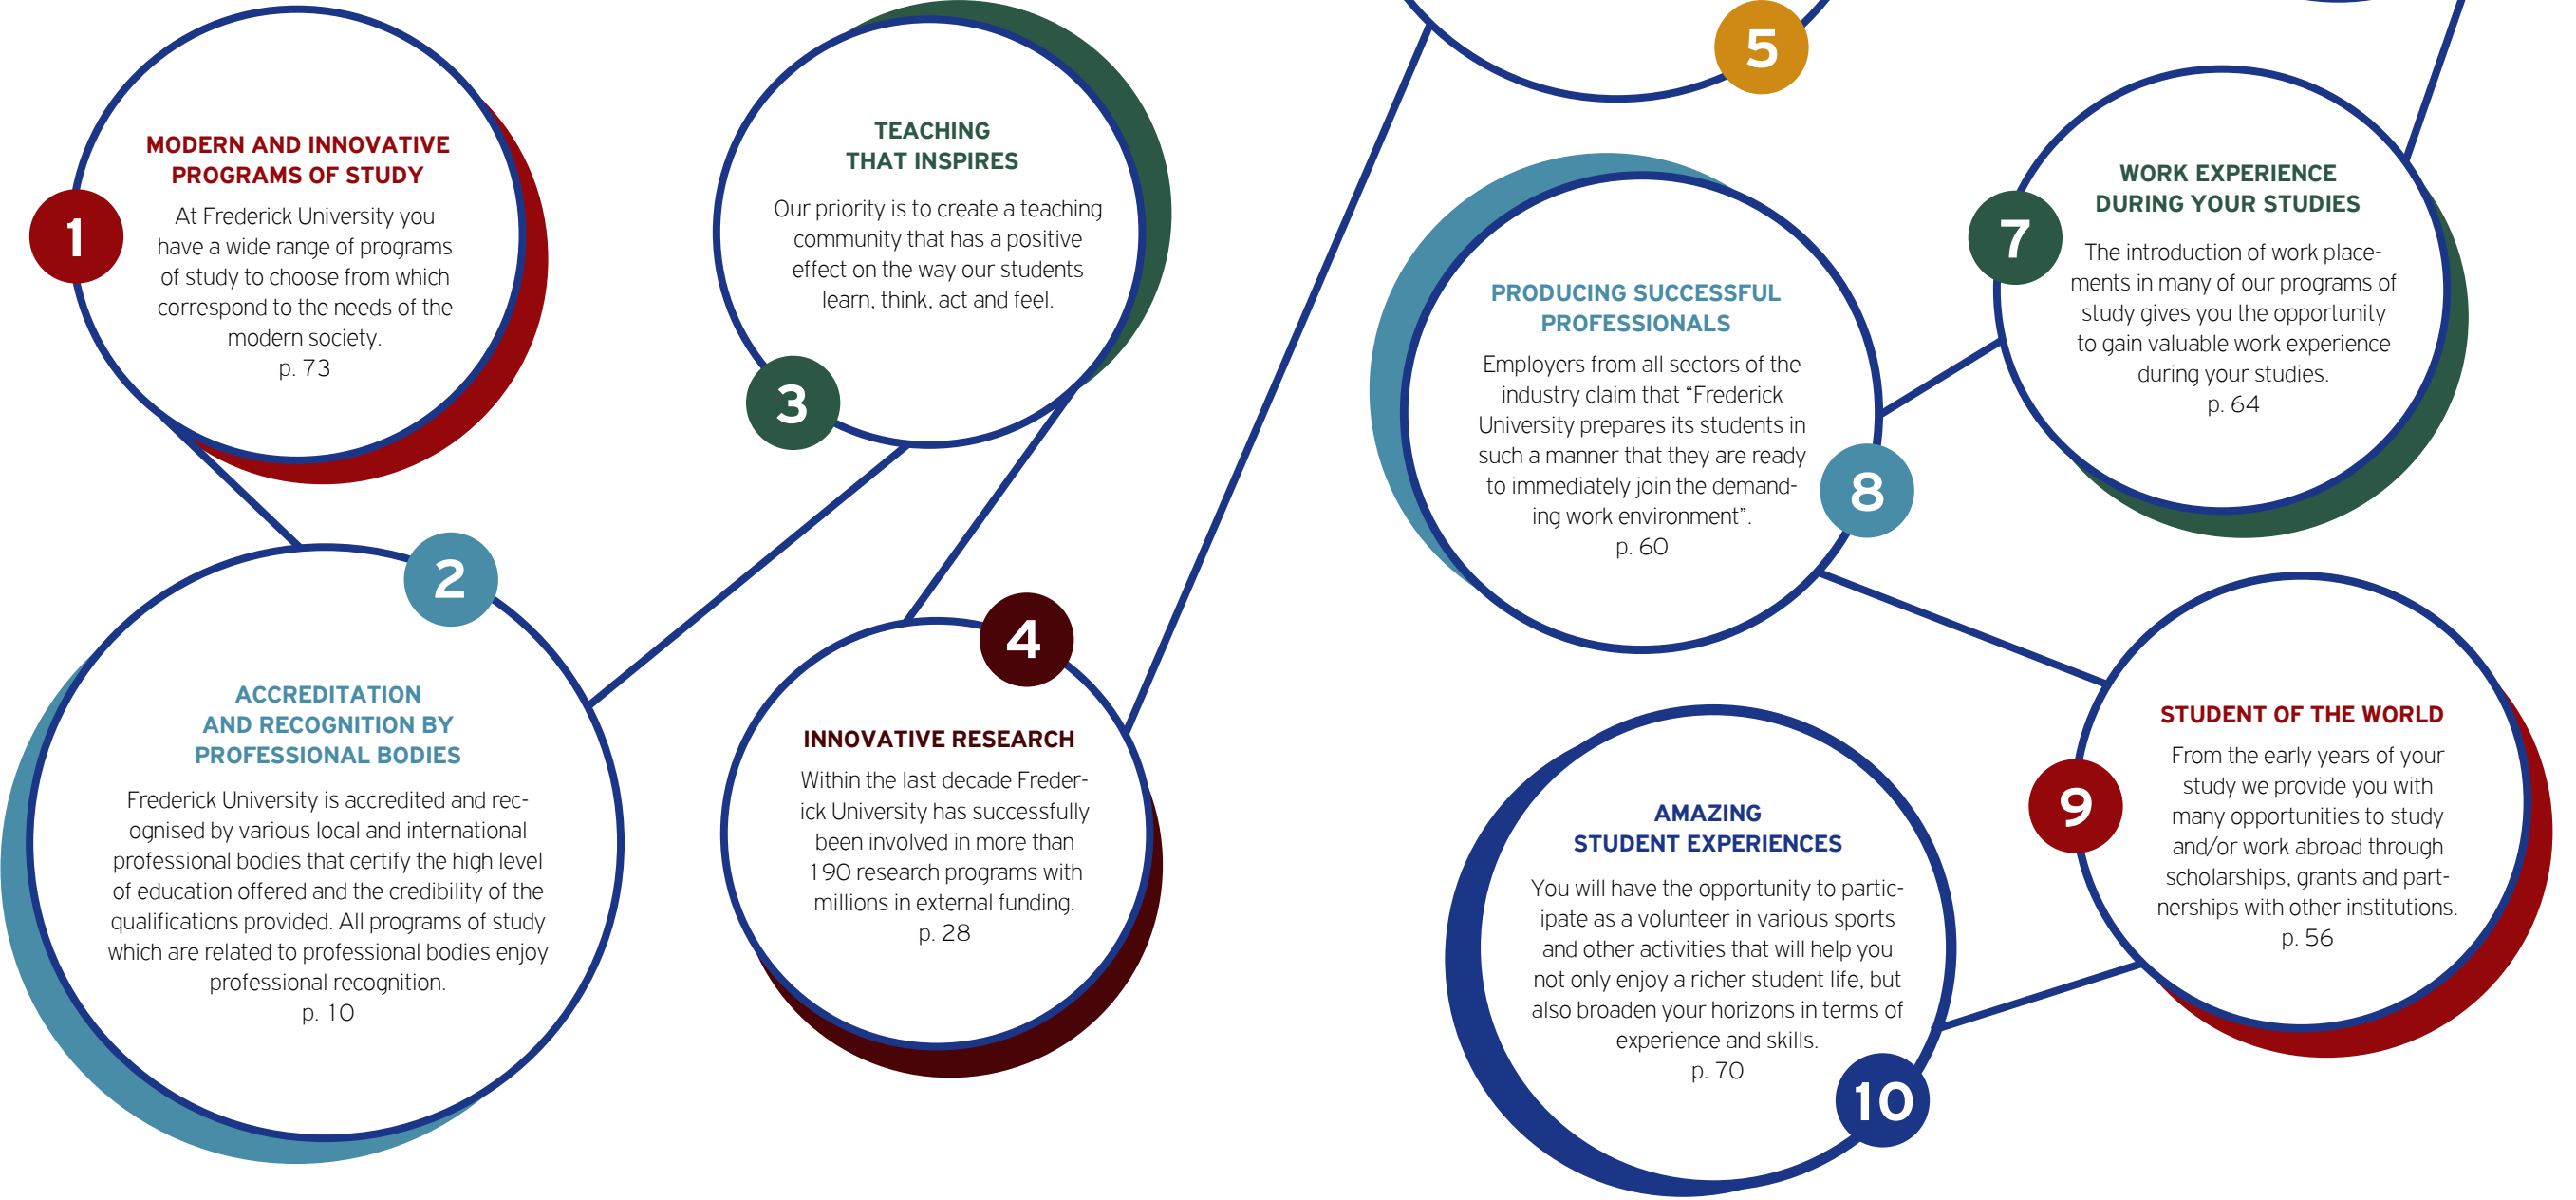 1
MODERN AND INNOVATIVE
PROGRAMS OF STUDY
At Frederick University you
have a wide range of programs
of study to choose from which
correspond to the needs of the
modern society.
p. 73
2
ACCREDITATION
AND RECOGNITION BY
PROFESSIONAL BODIES
Frederick University is accredited and rec-
ognised by various local and international
professional bodies that certify the high level
of education offered and the credibility of the
qualifications provided. All programs of study
which are related to professional bodies enjoy
professional recognition.
p. 10
TEACHING
THAT INSPIRES
Our priority is to create a teaching
community that has a positive
effect on the way our students
learn, think, act and feel.
3
4
INNOVATIVE RESEARCH
Within the last decade Freder-
ick University has successfully
been involved in more than
190 research programs with
millions in external funding.
p. 28
5
7
WORK EXPERIENCE
DURING YOUR STUDIES
The introduction of work place-
ments in many of our programs of
study gives you the opportunity
to gain valuable work experience
during your studies.
p. 64
PRODUCING SUCCESSFUL
PROFESSIONALS
Employers from all sectors of the
industry claim that “Frederick
University prepares its students in
such a manner that they are ready
to immediately join the demand-
ing work environment”.
p. 60
8
9
STUDENT OF THE WORLD
From the early years of your
study we provide you with
many opportunities to study
and/or work abroad through
scholarships, grants and part-
nerships with other institutions.
p. 56
AMAZING
STUDENT EXPERIENCES
You will have the opportunity to partic-
ipate as a volunteer in various sports
and other activities that will help you
not only enjoy a richer student life, but
also broaden your horizons in terms of
experience and skills.
p. 70
10